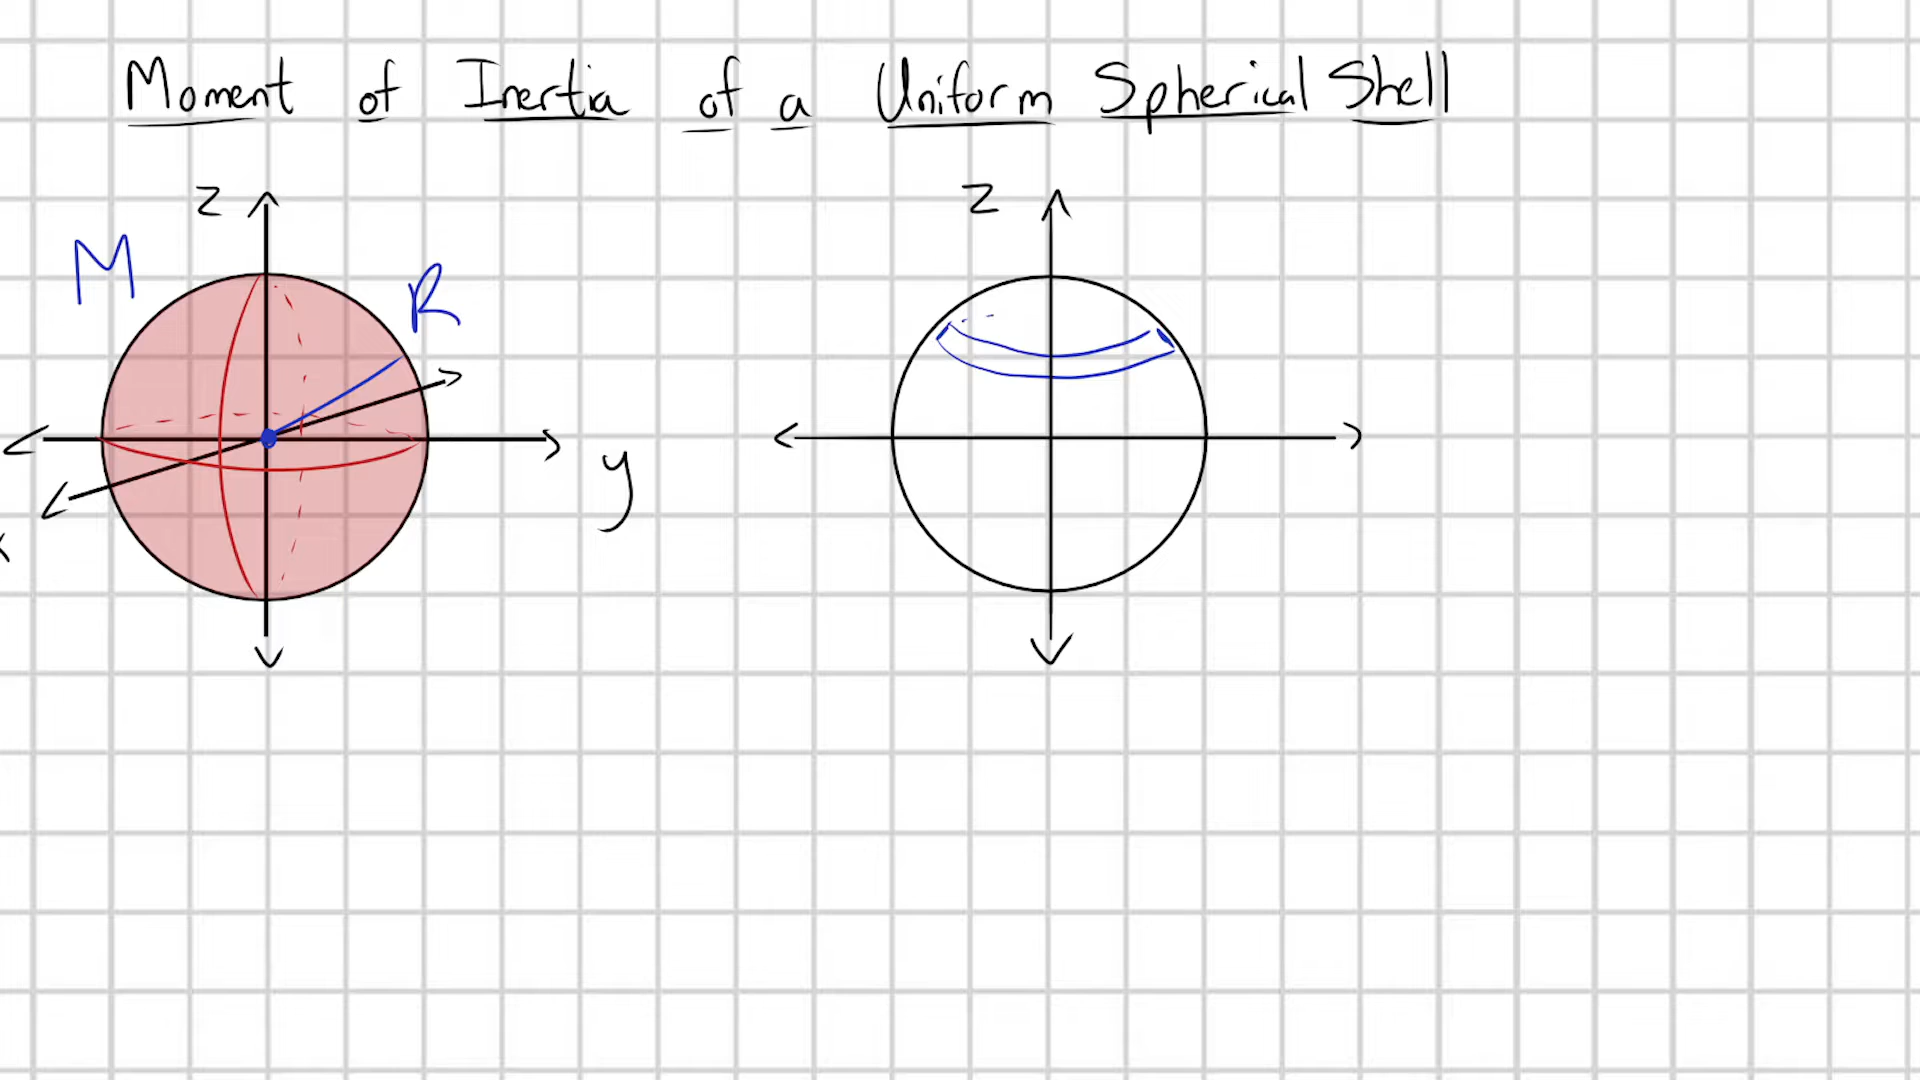 Moment of Inertia of a Uniform Spherical Shell
z
z
M
R
y